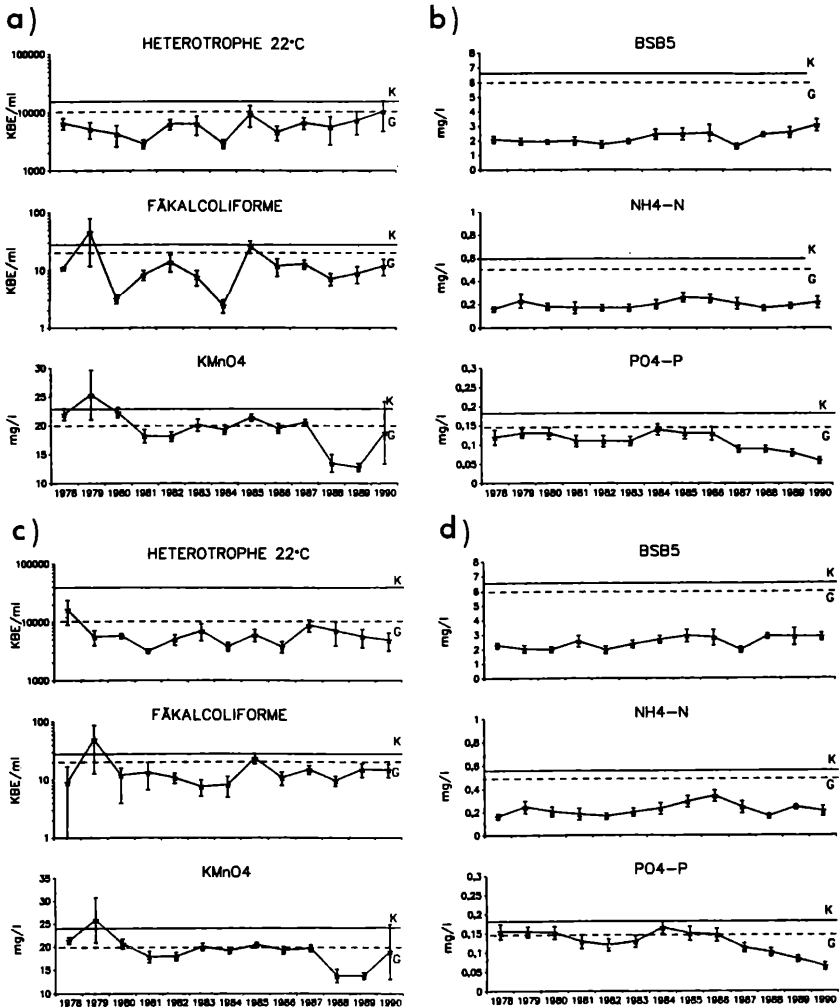 a)
HETEROTROPHE 22°C
KBE/ml
100000
10000
1000
K
G
FÄKALCOLIFORME
KBE/ml
100
10
1
K
G
KMnO4
mg/l
30
25
20
15
10
K
G
1978 1979 1980 1981 1982 1983 1984 1985 1986 1987 1988 1989 1990
b)
BSB5
mg/l
8
7
6
5
4
3
2
1
0
K
G
NH4-N
mg/l
1
0,8
0,6
0,4
0,2
0
K
G
PO4-P
mg/l
0,3
0,25
0,2
0,15
0,1
0,05
0
K
G
1978 1979 1980 1981 1982 1983 1984 1985 1986 1987 1988 1989 1990
c)
HETEROTROPHE 22°C
KBE/ml
100000
10000
1000
K
G
FÄKALCOLIFORME
KBE/ml
100
10
1
K
G
KMnO4
mg/l
35
30
25
20
15
10
K
G
1978 1979 1980 1981 1982 1983 1984 1985 1986 1987 1988 1989 1990
d)
BSB5
mg/l
8
7
6
5
4
3
2
1
0
K
G
NH4-N
mg/l
1
0,8
0,6
0,4
0,2
0
K
G
PO4-P
mg/l
0,3
0,25
0,2
0,15
0,1
0,05
0
K
G
1978 1979 1980 1981 1982 1983 1984 1985 1986 1987 1988 1989 1990